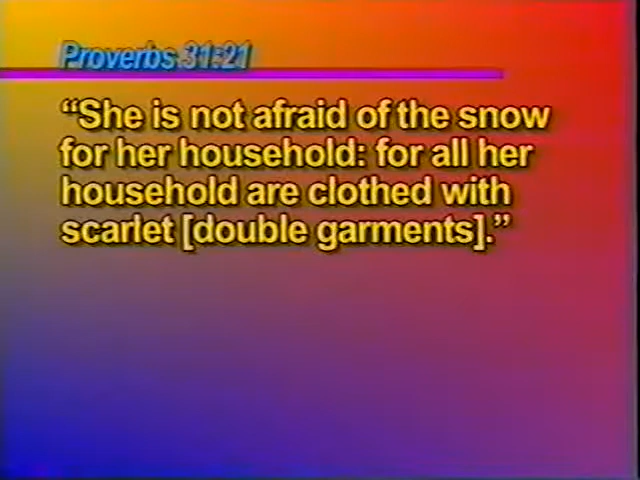 Proverbs 31:21
“She is not afraid of the snow
for her household: for all her
household are clothed with
scarlet [double garments].”